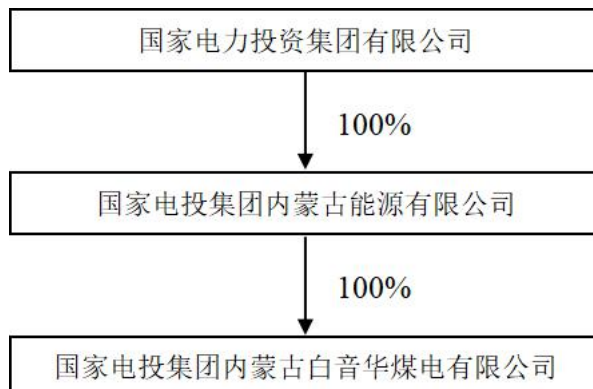 国家电力投资集团有限公司
100%
国家电投集团内蒙古能源有限公司
100%
国家电投集团内蒙古白音华煤电有限公司